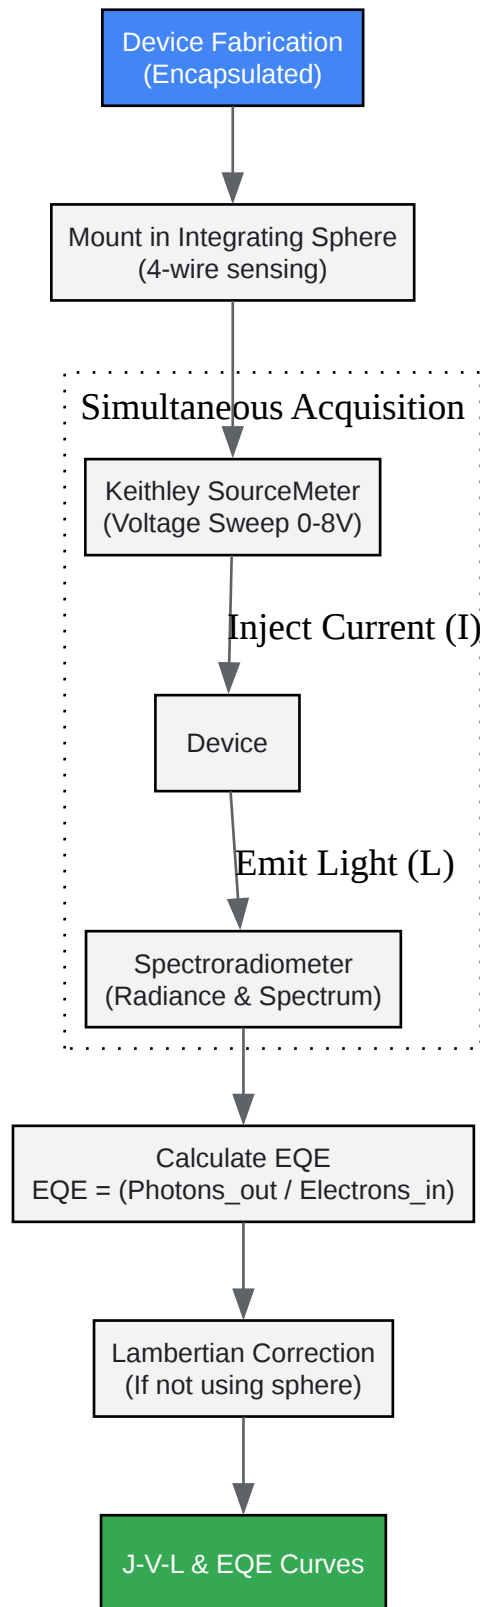 Device Fabrication
(Encapsulated)
Mount in Integrating Sphere
(4-wire sensing)
Simultaneous Acquisition
Keithley SourceMeter
(Voltage Sweep 0-8V)
Inject Current (I)
Device
Emit Light (L)
Spectroradiometer
(Radiance & Spectrum)
Calculate EQE
EQE = (Photons_out / Electrons_in)
Lambertian Correction
(If not using sphere)
J-V-L & EQE Curves